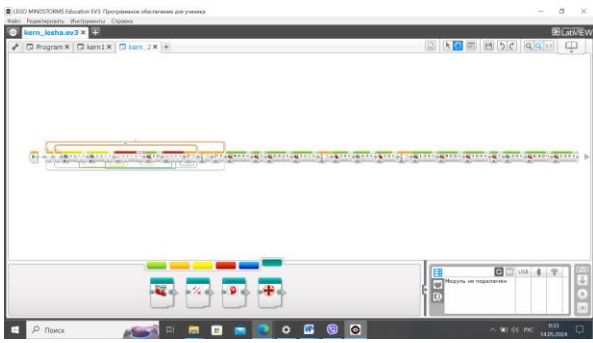 LEGO MINDSTORMS Education EV3. Программное обеспечение для ученика
Файл Редактировать Инструменты Справка
kern_lesha.ev3
LabVIEW
Program kern1 kern_2
USB
Модуль не подключен
EV3
Поиск
РУС
8:33
14.05.2024